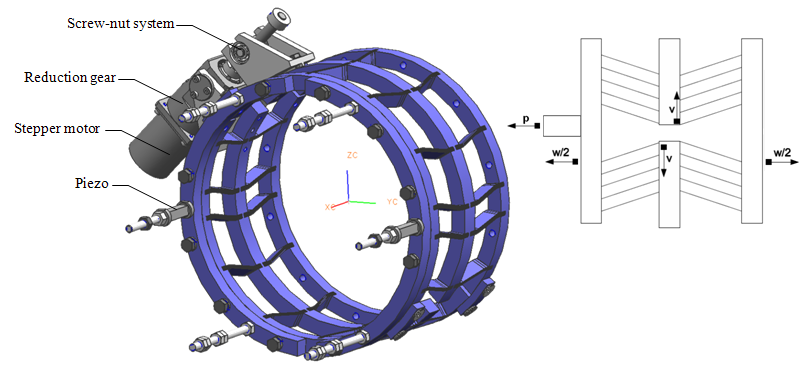 Screw-nut system
Reduction gear
Stepper motor
Piezo
ZC
YC
XC
v
p
w/2
v
w/2